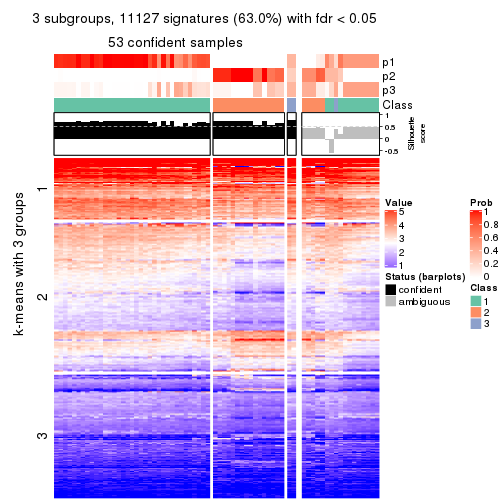 3 subgroups, 11127 signatures (63.0%) with fdr < 0.05
53 confident samples
p1
p2
p3
Class
1
0.5
0
-0.5
Silhouette
score
k-means with 3 groups
1
2
3
Value
5
4
3
2
1
Status (barplots)
confident
ambiguous
Prob
1
0.8
0.6
0.4
0.2
0
Class
1
2
3